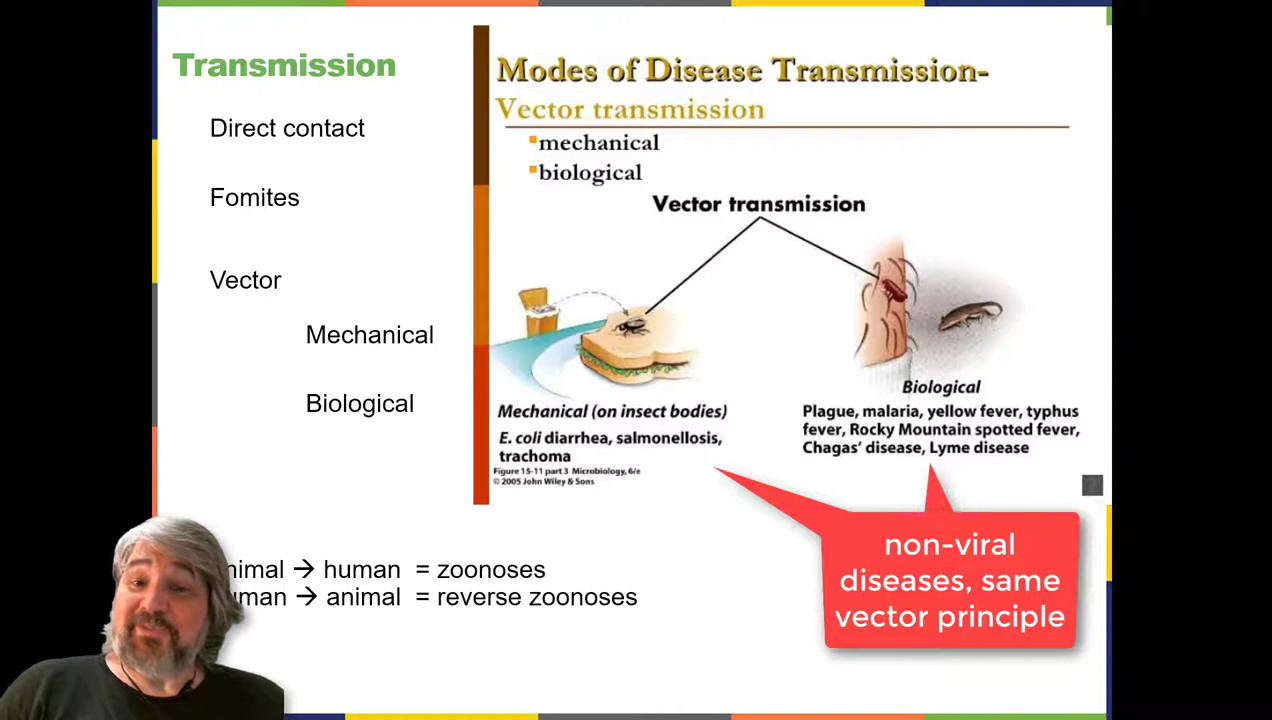 Transmission
Direct contact
Fomites
Vector
Mechanical
Biological
nimal → human = zoonoses
uman → animal = reverse zoonoses
Modes of Disease Transmission-
Vector transmission
mechanical
biological
Vector transmission
Mechanical (on insect bodies)
E. coli diarrhea, salmonellosis,
trachoma
Figure 15-11 part 3 Microbiology, 6/e
© 2005 John Wiley & Sons
Biological
Plague, malaria, yellow fever, typhus
fever, Rocky Mountain spotted fever,
Chagas' disease, Lyme disease
non-viral
diseases, same
vector principle